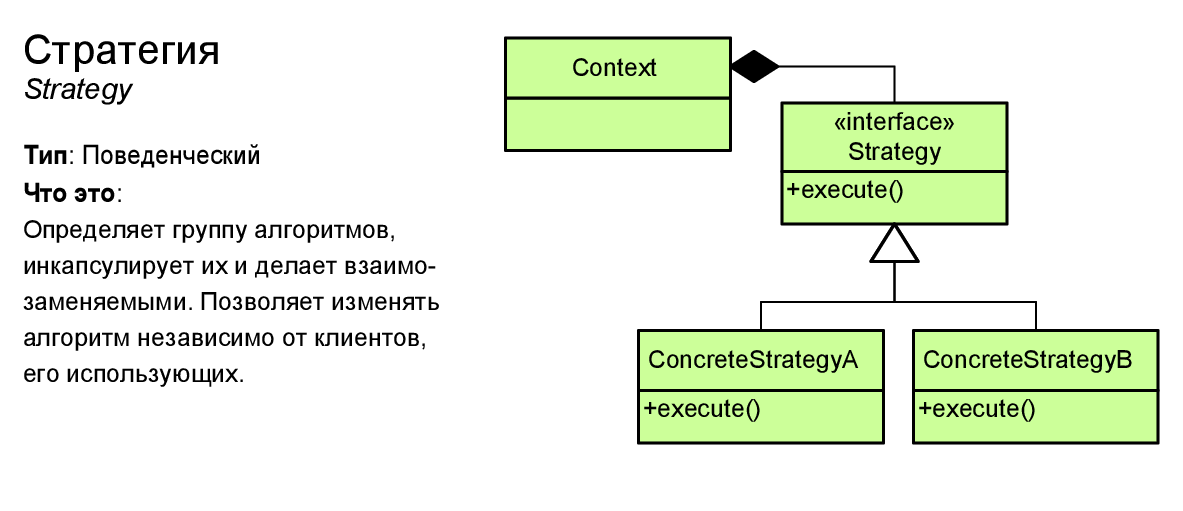 Стратегия
Strategy
Тип: Поведенческий
Что это:
Определяет группу алгоритмов,
инкапсулирует их и делает взаимо-
заменяемыми. Позволяет изменять
алгоритм независимо от клиентов,
его использующих.
Context
«interface»
Strategy
+execute()
ConcreteStrategyA
+execute()
ConcreteStrategyB
+execute()